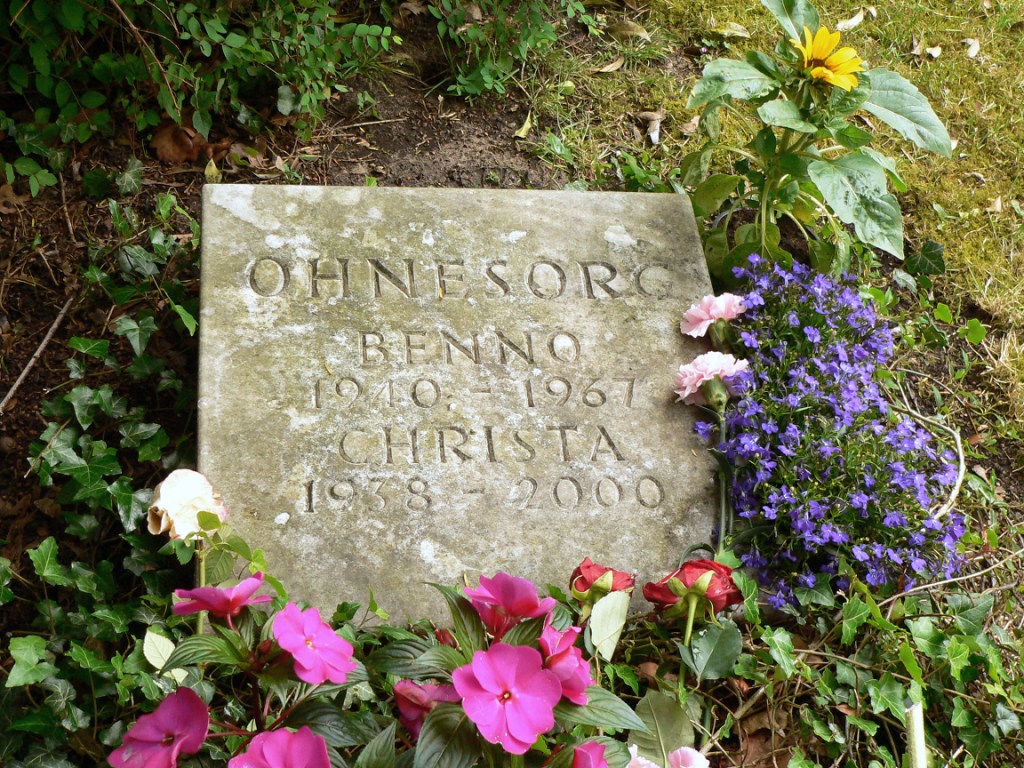 OHNESORG
BENNO
1940 - 1967
CHRISTA
1938 - 2000